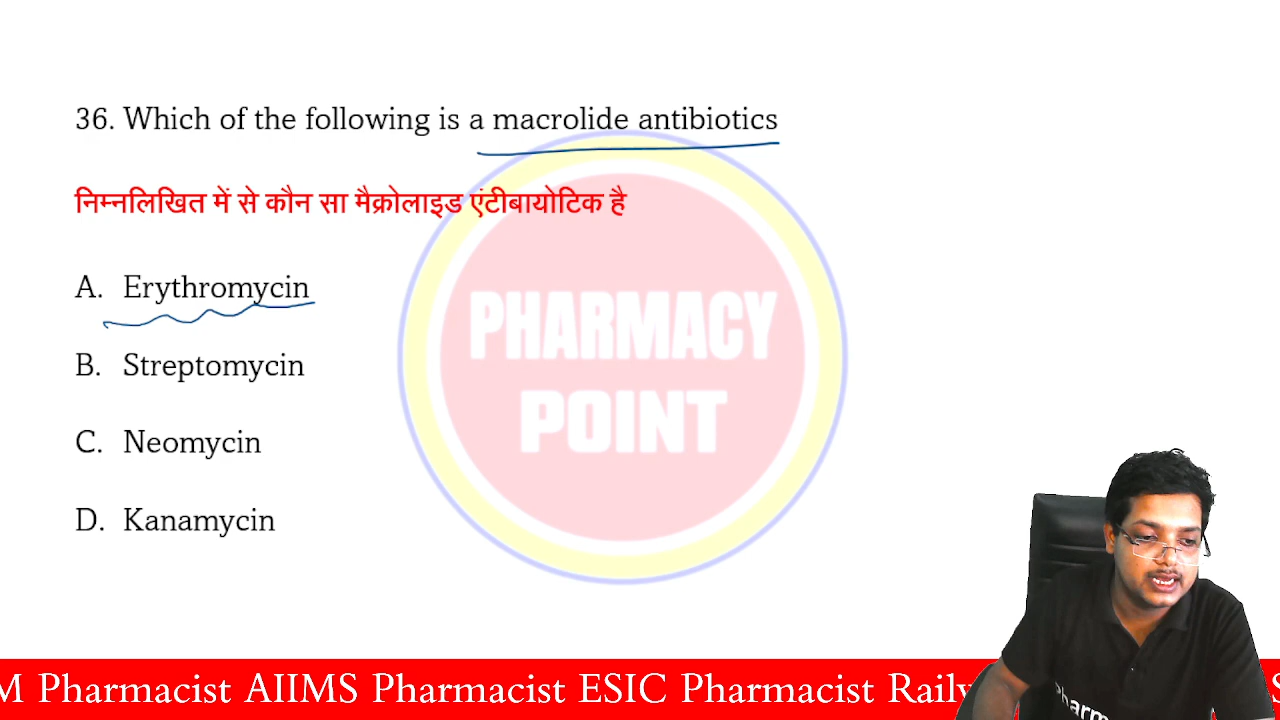 36. Which of the following is a macrolide antibiotics
निम्नलिखित में से कौन सा मैक्रोलाइड एंटीबायोटिक है
A. Erythromycin
B. Streptomycin
C. Neomycin
D. Kanamycin
PHARMACY
POINT
M Pharmacist AIIMS Pharmacist ESIC Pharmacist Railw
Pharm